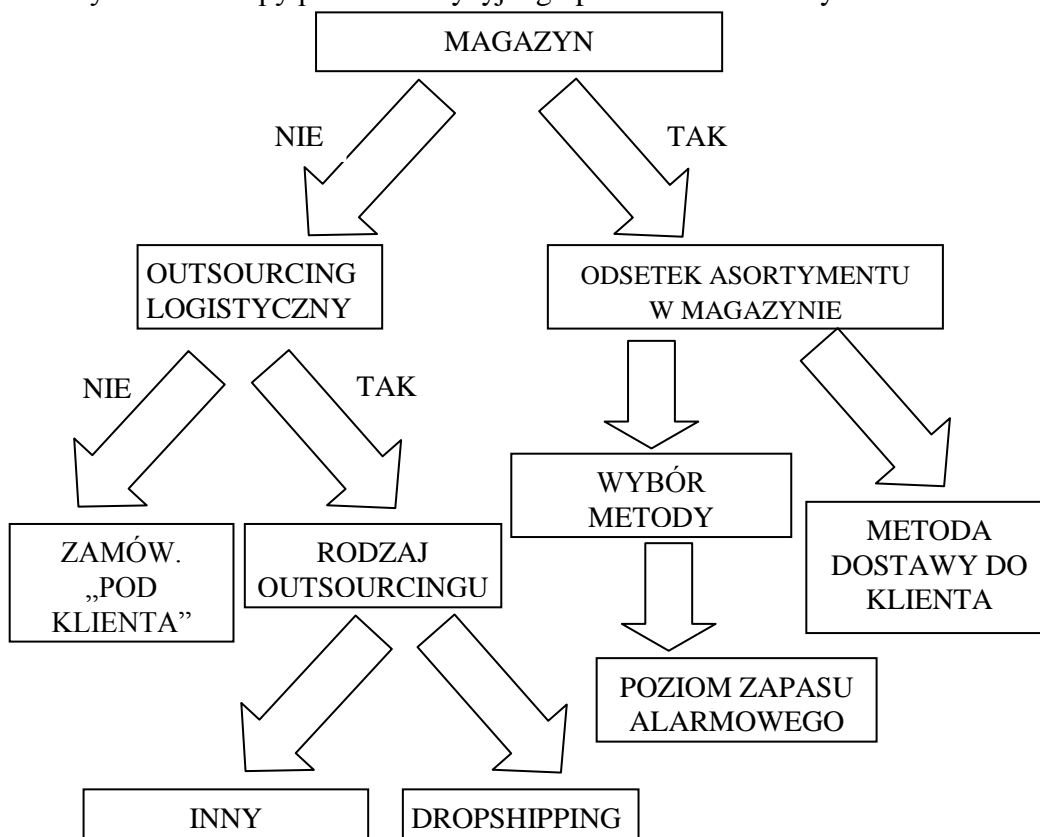 MAGAZYN
NIE
TAK
OUTSOURCING
LOGISTYCZNY
ODSETEK ASORTYMENTU
W MAGAZYNIE
NIE
TAK
WYBÓR
METODY
METODA
DOSTAWY DO
KLIENTA
ZAMÓW.
„POD
KLIENTA”
RODZAJ
OUTSOURCINGU
POZIOM ZAPASU
ALARMOWEGO
INNY
DROPSHIPPING